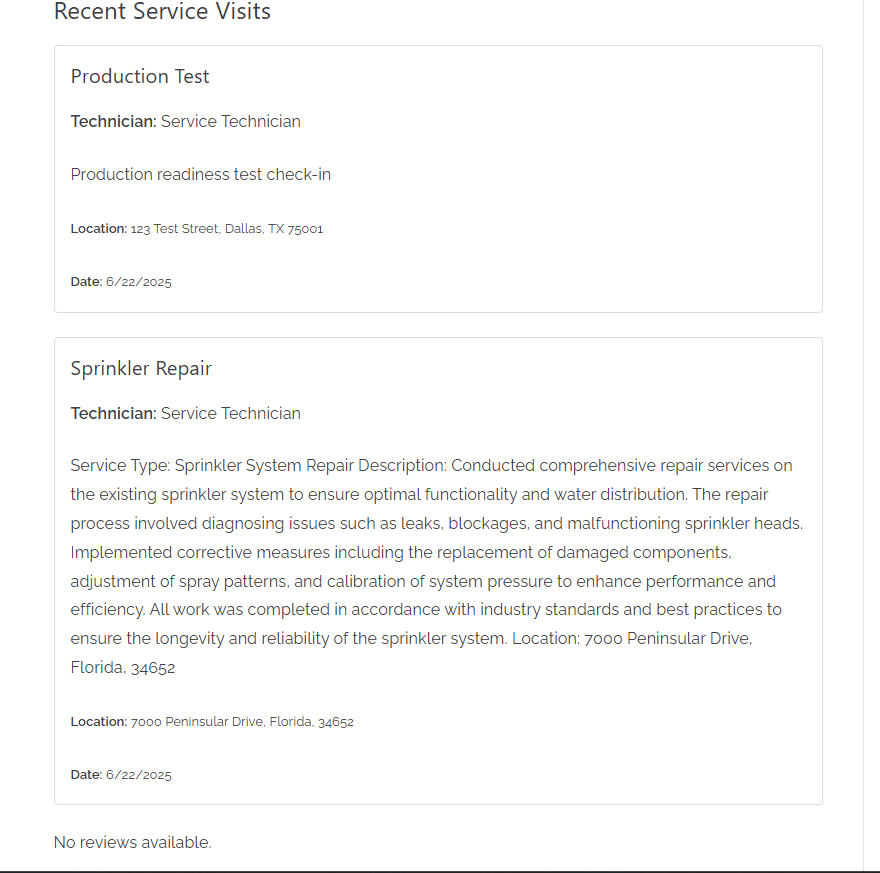 Recent Service Visits
Production Test
Technician: Service Technician
Production readiness test check-in
Location: 123 Test Street, Dallas, TX 75001
Date: 6/22/2025
Sprinkler Repair
Technician: Service Technician
Service Type: Sprinkler System Repair Description: Conducted comprehensive repair services on
the existing sprinkler system to ensure optimal functionality and water distribution. The repair
process involved diagnosing issues such as leaks, blockages, and malfunctioning sprinkler heads.
Implemented corrective measures including the replacement of damaged components,
adjustment of spray patterns, and calibration of system pressure to enhance performance and
efficiency. All work was completed in accordance with industry standards and best practices to
ensure the longevity and reliability of the sprinkler system. Location: 7000 Peninsular Drive,
Florida, 34652
Location: 7000 Peninsular Drive, Florida, 34652
Date: 6/22/2025
No reviews available.